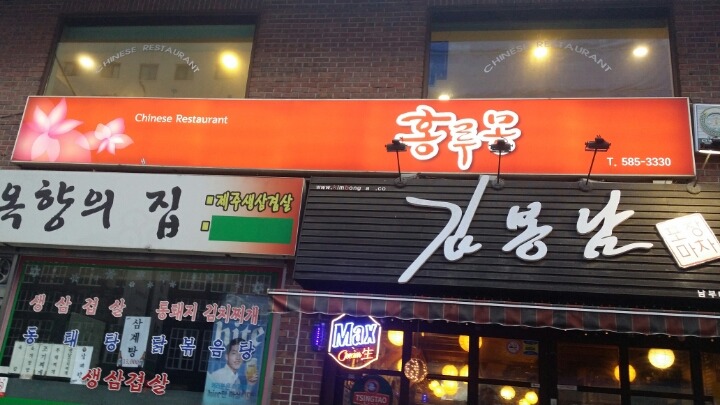 CHINESE RESTAURANT
CHINESE RESTAURANT
Chinese Restaurant
홍루몽
T. 585-3330
옥향의 집
제주생삼겹살
김봉남
포장마차
생삼겹살
통돼지 김치찌개
동태탕
삼계탕
닭볶음탕
생삼겹살
Max
生
TSINGTAO